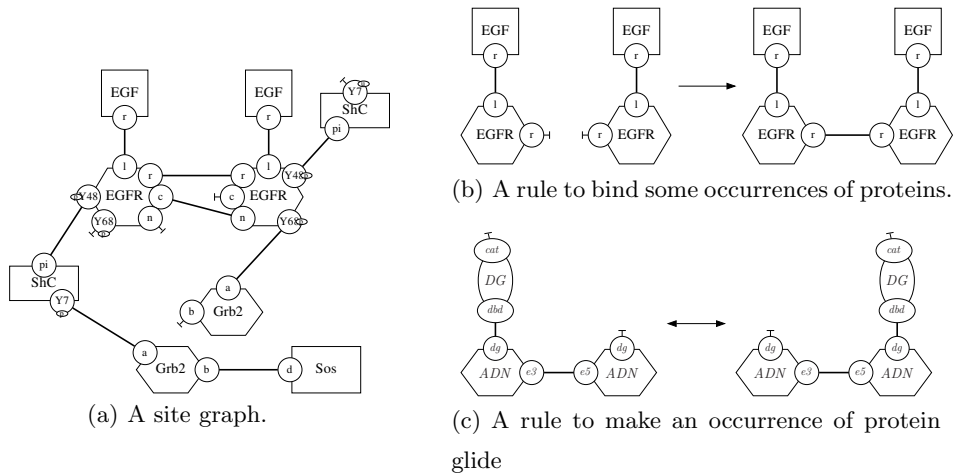 EGF
r
EGF
r
Y7
p
ShC
pi
l
r
EGFR
Y48
p
c
Y68
p
n
l
r
EGFR
Y48
p
c
n
Y68
p
pi
ShC
Y7
p
a
b
Grb2
a
Grb2
b
d
Sos
(a) A site graph.
EGF
r
l
EGFR
r
EGF
r
l
r
EGFR
EGF
r
l
EGFR
r
EGF
r
l
r
EGFR
(b) A rule to bind some occurrences of proteins.
cat
DG
dbd
dg
ADN
e3
dg
e5
ADN
dg
ADN
e3
cat
DG
dbd
dg
e5
ADN
(c) A rule to make an occurrence of protein
glide